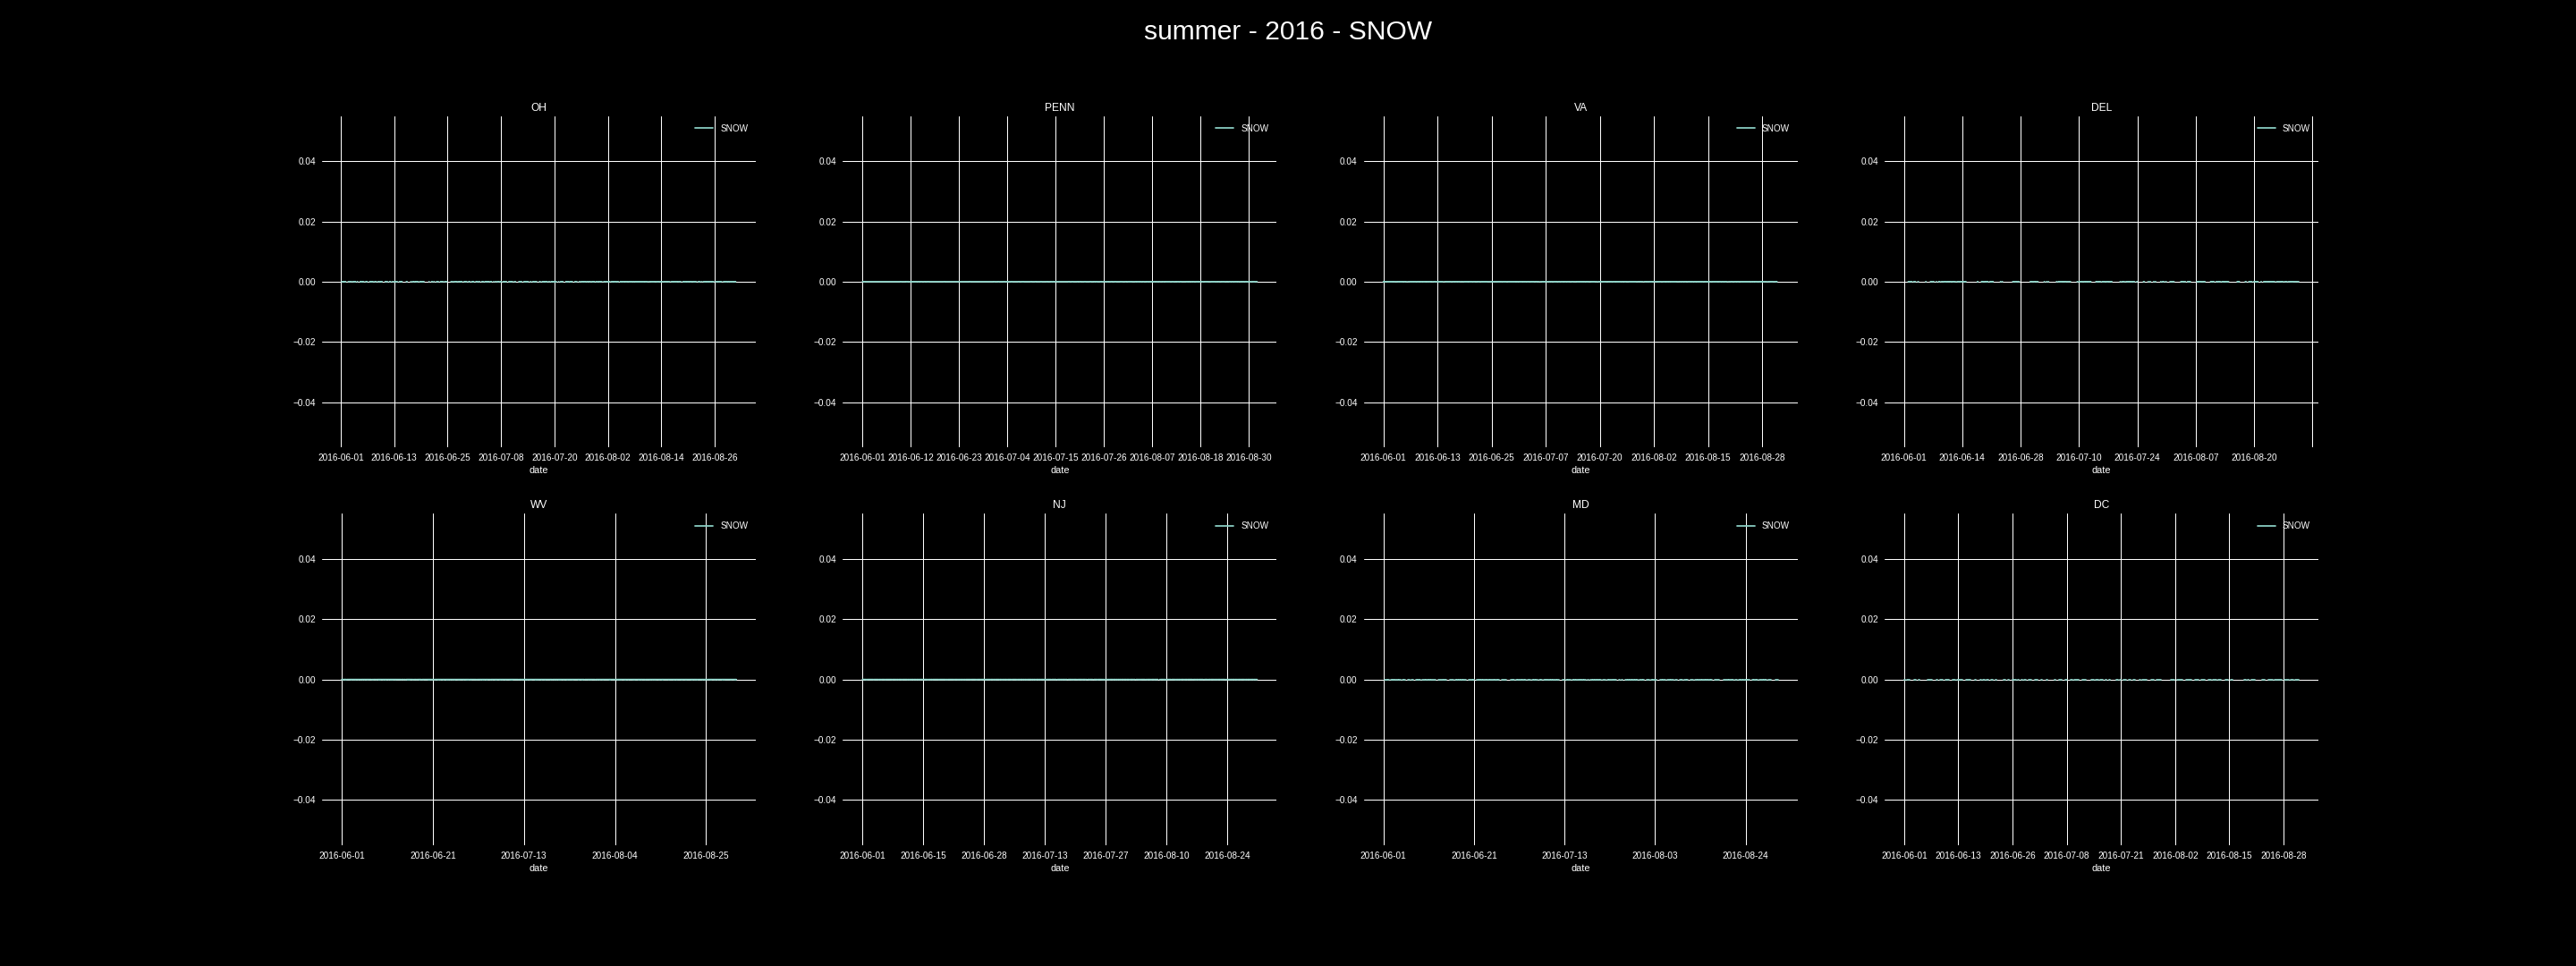 summer - 2016 - SNOW
OH
SNOW
0.04
0.02
0.00
−0.02
−0.04
2016-06-01 2016-06-13 2016-06-25 2016-07-08 2016-07-20 2016-08-02 2016-08-14 2016-08-26
date
PENN
SNOW
0.04
0.02
0.00
−0.02
−0.04
2016-06-01 2016-06-12 2016-06-23 2016-07-04 2016-07-15 2016-07-26 2016-08-07 2016-08-18 2016-08-30
date
VA
SNOW
0.04
0.02
0.00
−0.02
−0.04
2016-06-01 2016-06-13 2016-06-25 2016-07-07 2016-07-20 2016-08-02 2016-08-15 2016-08-28
date
DEL
SNOW
0.04
0.02
0.00
−0.02
−0.04
2016-06-01 2016-06-14 2016-06-28 2016-07-10 2016-07-24 2016-08-07 2016-08-20
date
WV
SNOW
0.04
0.02
0.00
−0.02
−0.04
2016-06-01 2016-06-21 2016-07-13 2016-08-04 2016-08-25
date
NJ
SNOW
0.04
0.02
0.00
−0.02
−0.04
2016-06-01 2016-06-15 2016-06-28 2016-07-13 2016-07-27 2016-08-10 2016-08-24
date
MD
SNOW
0.04
0.02
0.00
−0.02
−0.04
2016-06-01 2016-06-21 2016-07-13 2016-08-03 2016-08-24
date
DC
SNOW
0.04
0.02
0.00
−0.02
−0.04
2016-06-01 2016-06-13 2016-06-26 2016-07-08 2016-07-21 2016-08-02 2016-08-15 2016-08-28
date